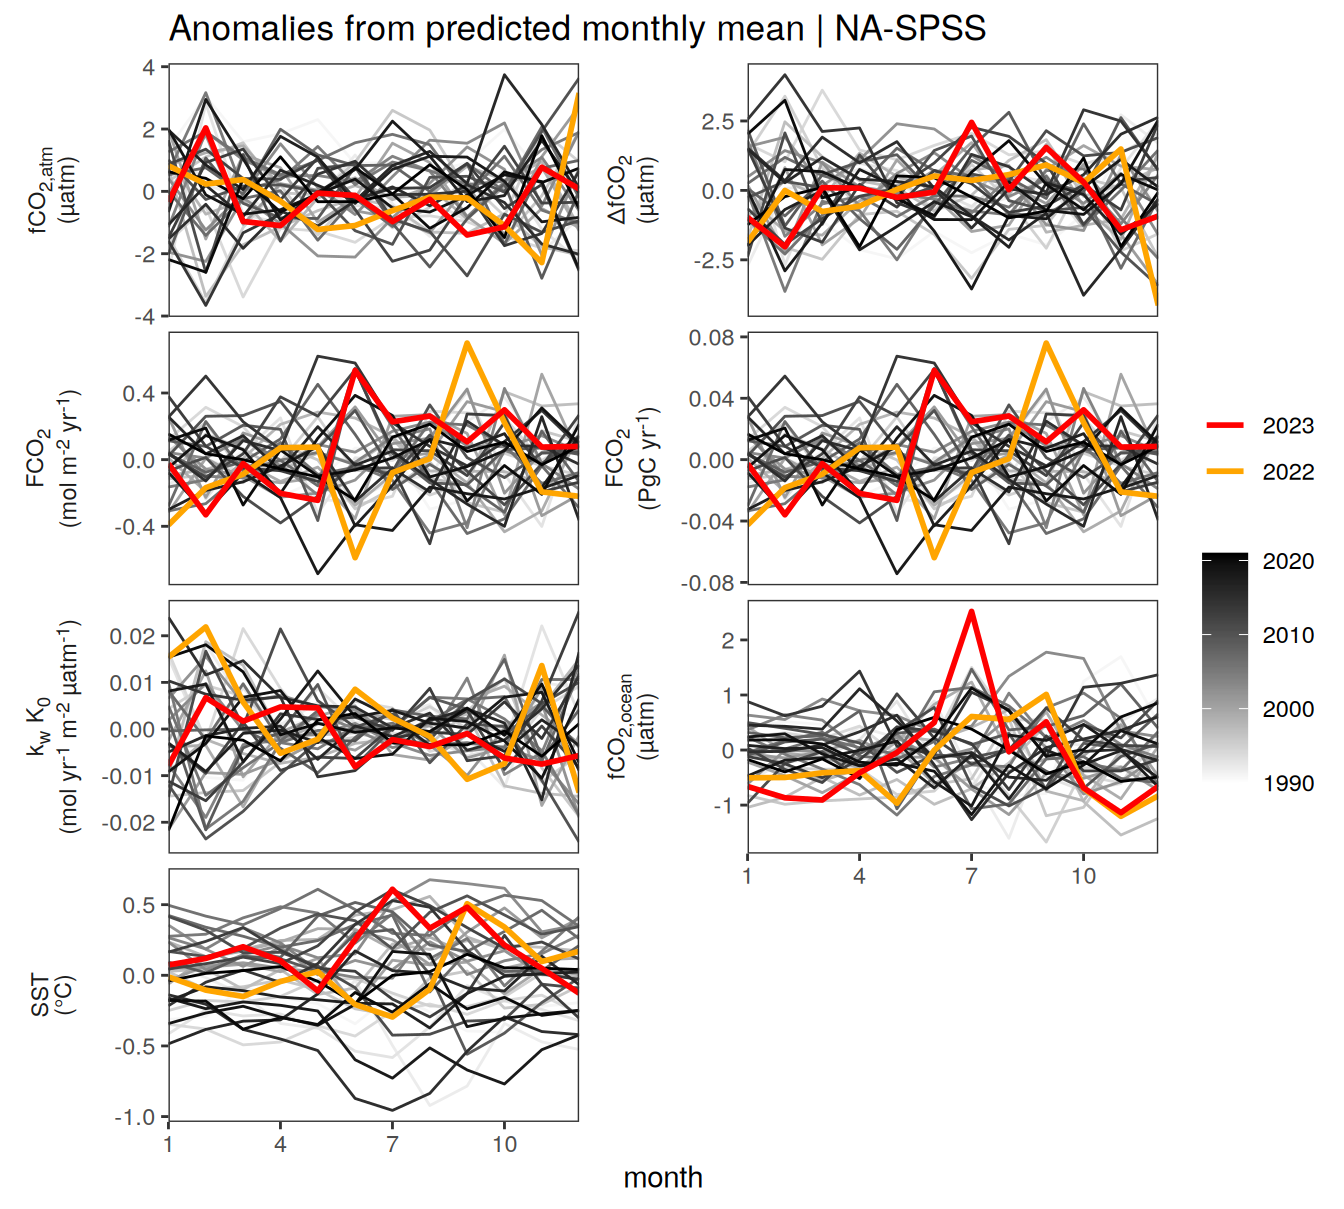 Anomalies from predicted monthly mean | NA-SPSS
fCO2,atm
(µatm)
4
2
0
-2
-4
ΔfCO2
(µatm)
2.5
0.0
-2.5
FCO2
(mol m-2 yr-1)
0.4
0.0
-0.4
FCO2
(PgC yr-1)
0.08
0.04
0.00
-0.04
-0.08
kw K0
(mol yr-1 m-2 µatm-1)
0.02
0.01
0.00
-0.01
-0.02
fCO2,ocean
(µatm)
2
1
0
-1
1 4 7 10
SST
(°C)
0.5
0.0
-0.5
-1.0
1 4 7 10
month
2023
2022
2020
2010
2000
1990